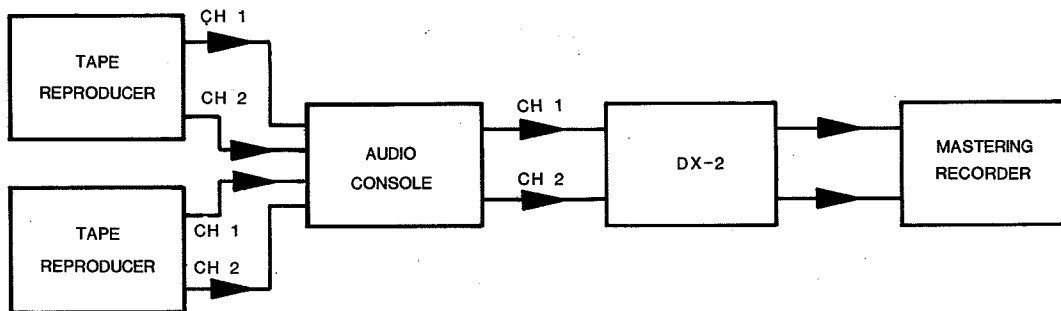 CH 1
TAPE
REPRODUCER
CH 2
TAPE
REPRODUCER
CH 1
CH 2
AUDIO
CONSOLE
CH 1
CH 2
DX-2
MASTERING
RECORDER